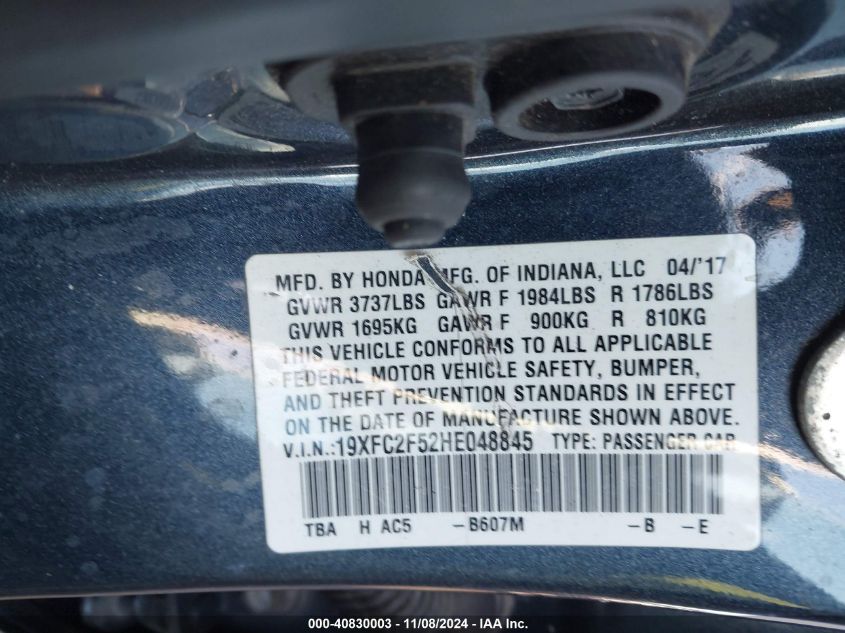 MFD. BY HONDA MFG. OF INDIANA, LLC 04/'17
GVWR 3737LBS GAWR F 1984LBS R 1786LBS
GVWR 1695KG GAWR F 900KG R 810KG
THIS VEHICLE CONFORMS TO ALL APPLICABLE
FEDERAL MOTOR VEHICLE SAFETY, BUMPER,
AND THEFT PREVENTION STANDARDS IN EFFECT
ON THE DATE OF MANUFACTURE SHOWN ABOVE.
V.I.N.:19XFC2F52HE048845 TYPE: PASSENGER CAR
TBA H AC5 -B607M -B -E
000-40830003 - 11/08/2024 - IAA Inc.